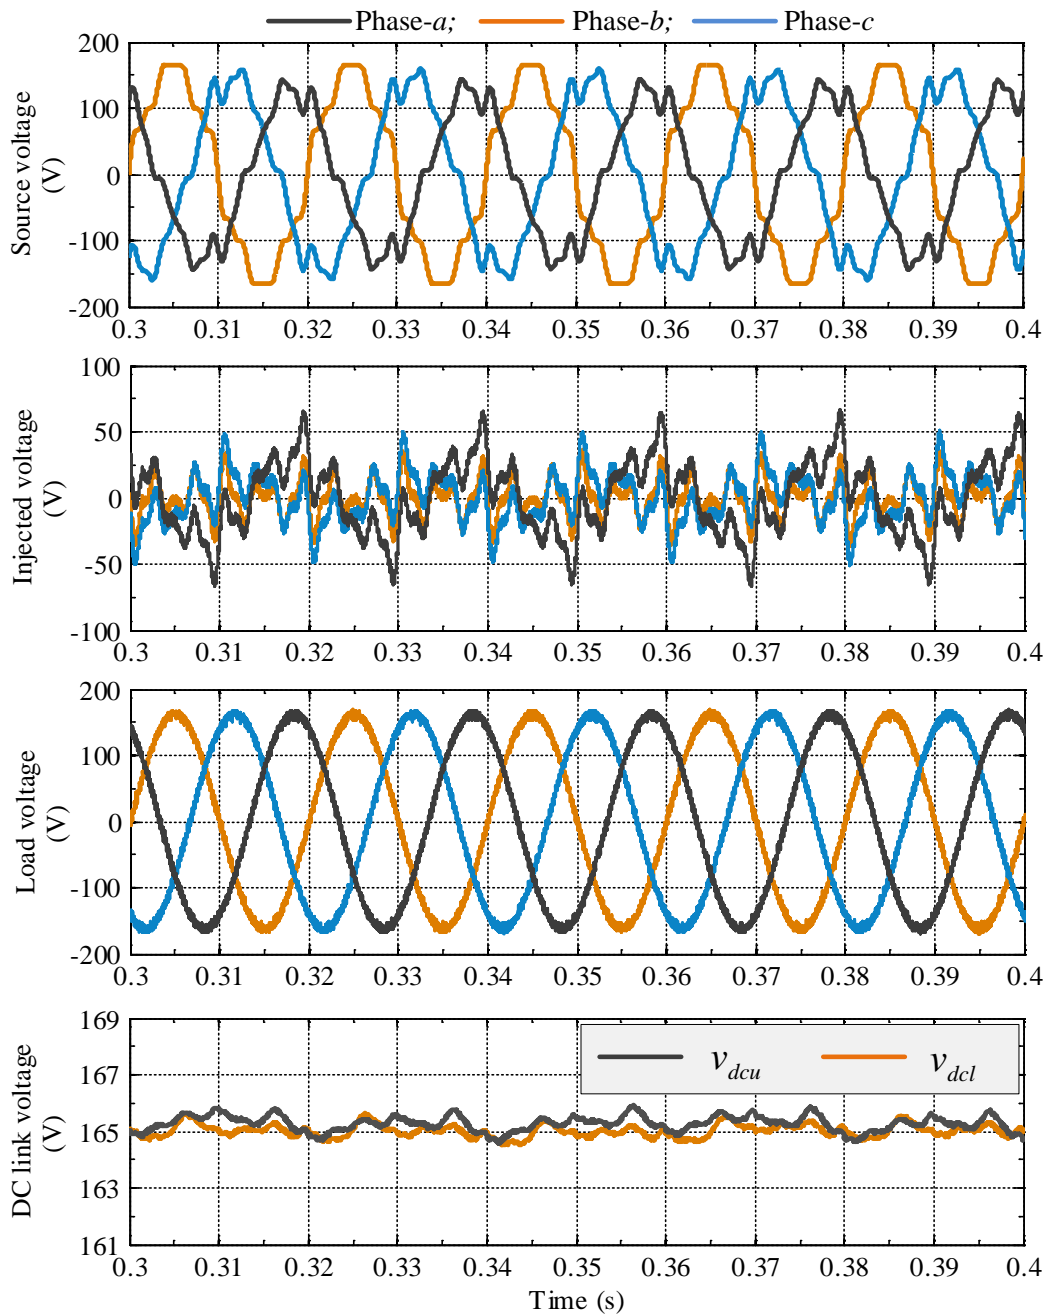 Phase-a; Phase-b; Phase-c
Source voltage
(V)
200
100
0
-100
-200
0.3 0.31 0.32 0.33 0.34 0.35 0.36 0.37 0.38 0.39 0.4
Injected voltage
(V)
100
50
0
-50
-100
0.3 0.31 0.32 0.33 0.34 0.35 0.36 0.37 0.38 0.39 0.4
Load voltage
(V)
200
100
0
-100
-200
0.3 0.31 0.32 0.33 0.34 0.35 0.36 0.37 0.38 0.39 0.4
DC link voltage
(V)
169
167
165
163
161
v_dcu v_dcl
0.3 0.31 0.32 0.33 0.34 0.35 0.36 0.37 0.38 0.39 0.4
Time (s)